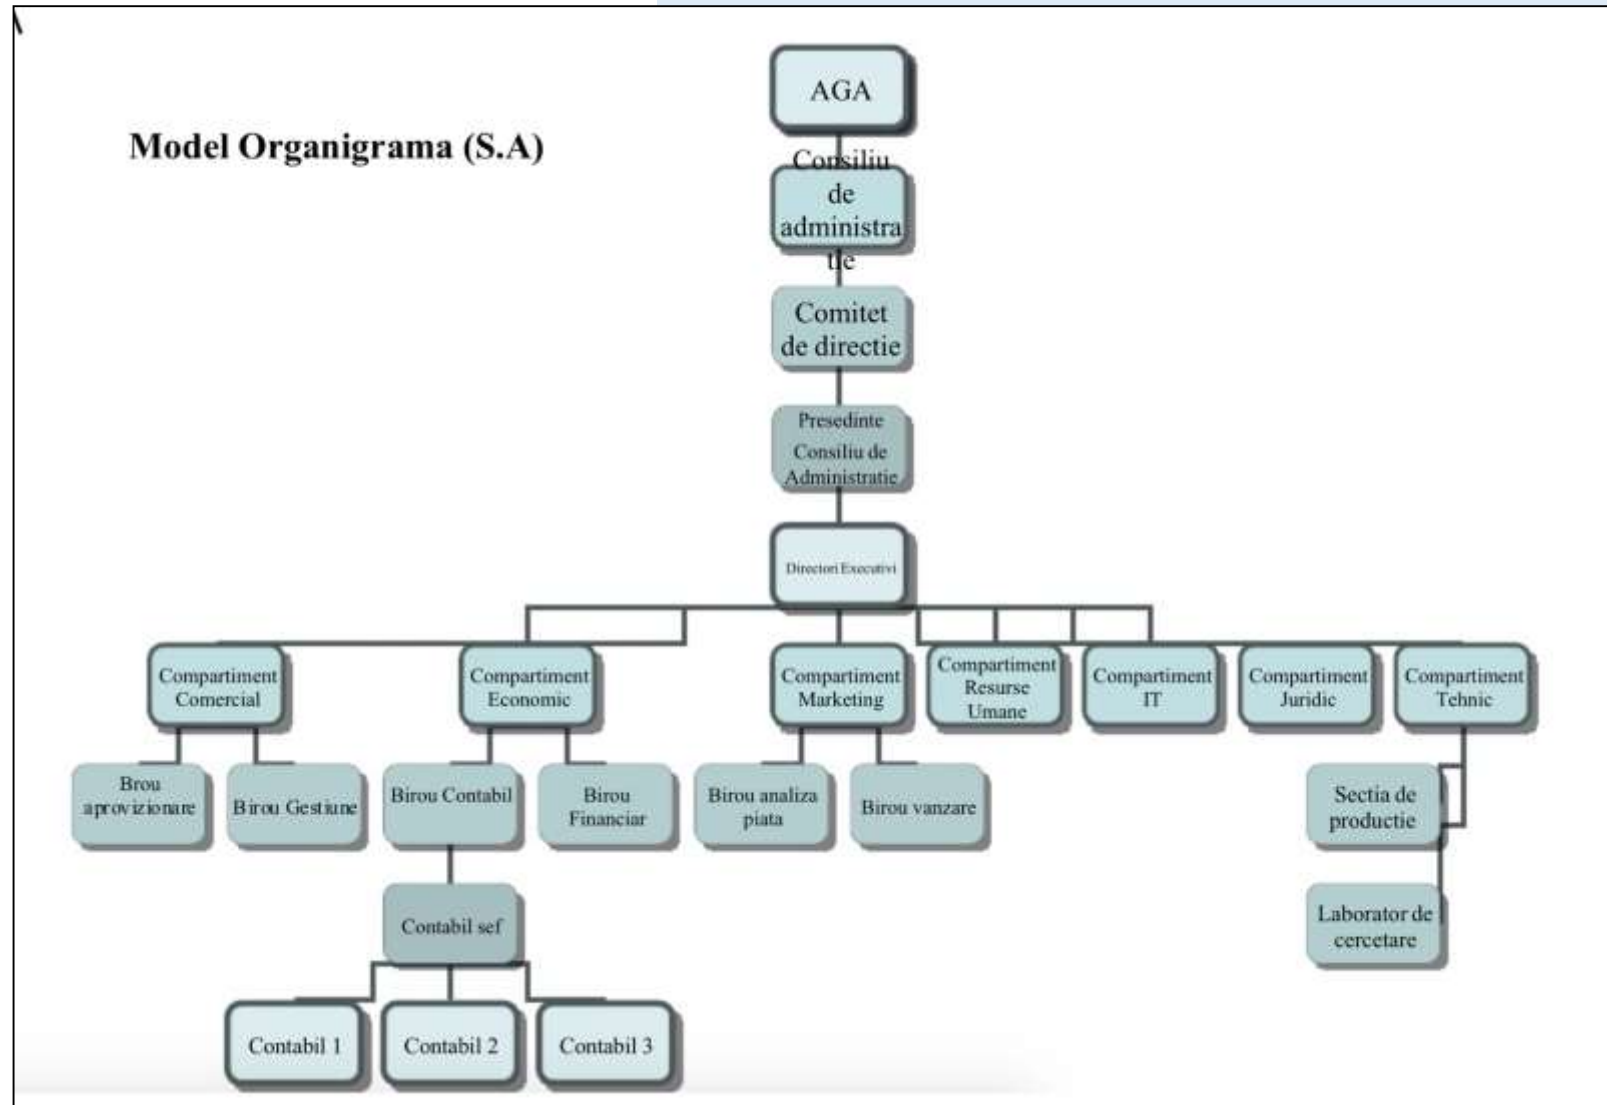 AGA
Model Organigrama (S.A)
Consiliu
de
administra
tie
Comitet
de directie
Presedinte
Consiliu de
Administratie
Directori Executivi
Compartiment
Comercial
Compartiment
Economic
Compartiment
Marketing
Compartiment
Resurse
Umane
Compartiment
IT
Compartiment
Juridic
Compartiment
Tehnic
Brou
aprovizionare
Birou Gestiune
Birou Contabil
Birou
Financiar
Birou analiza
piata
Birou vanzare
Sectia de
productie
Contabil sef
Laborator de
cercetare
Contabil 1
Contabil 2
Contabil 3